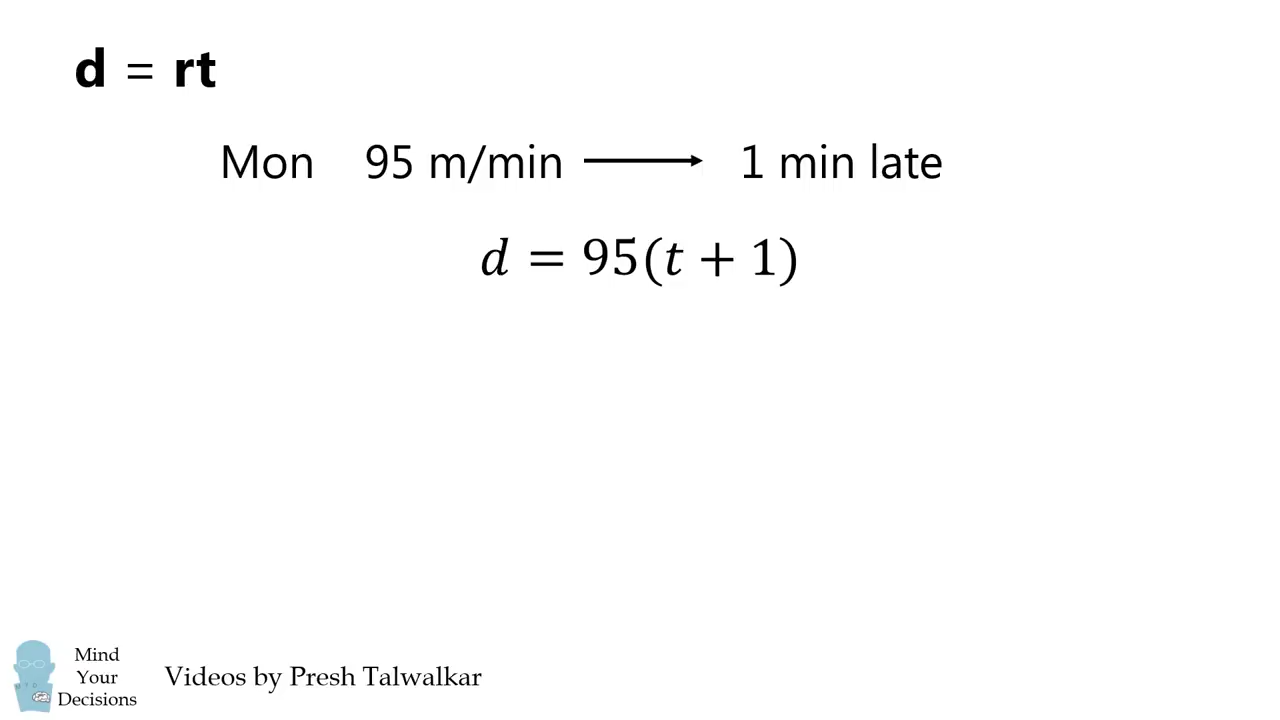 d = rt
Mon 95 m/min ⟶ 1 min late
d = 95(t + 1)
Mind
Your
Decisions
Videos by Presh Talwalkar